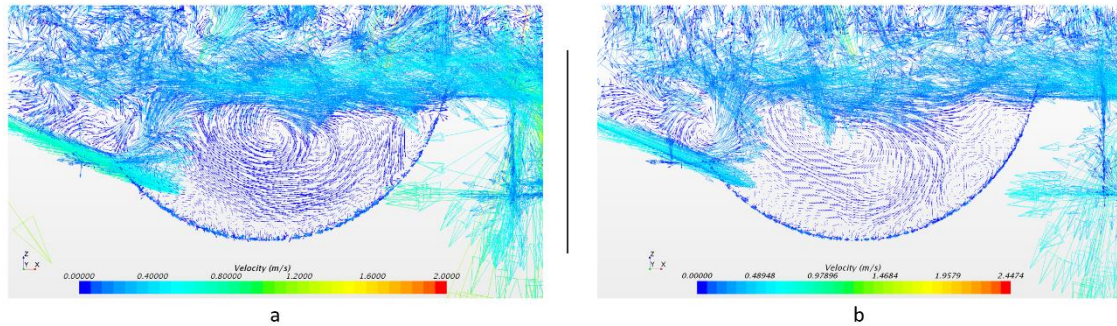 Z
Y X
Velocity (m/s)
0.00000 0.40000 0.80000 1.2000 1.6000 2.0000
a
Z
Y X
Velocity (m/s)
0.00000 0.48948 0.97896 1.4684 1.9579 2.4474
b